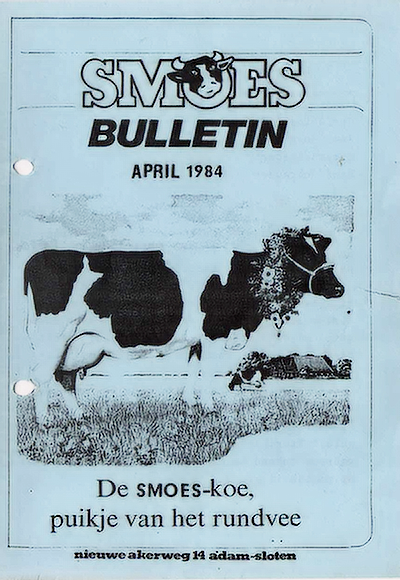 SMOES
BULLETIN
APRIL 1984
De SMOES-koe,
puikje van het rundvee
nieuwe akerweg 14 adam-sloten